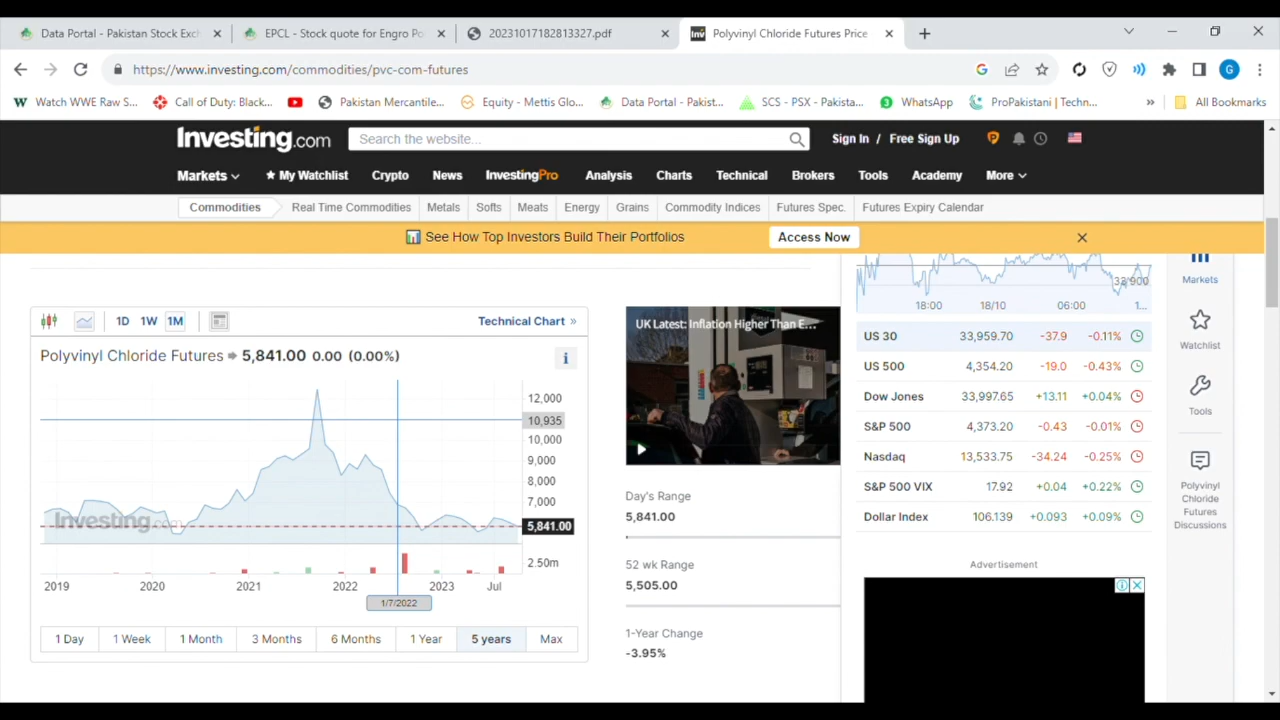 Data Portal - Pakistan Stock Exch
EPCL - Stock quote for Engro Po
20231017182813327.pdf
Polyvinyl Chloride Futures Price
https://www.investing.com/commodities/pvc-com-futures
G
Watch WWE Raw S...
Call of Duty: Black...
Pakistan Mercantile...
Equity - Mettis Glo...
Data Portal - Pakist...
SCS - PSX - Pakista...
WhatsApp
ProPakistani | Techn...
»
All Bookmarks
Investing.com
Search the website...
Sign In / Free Sign Up
Markets
My Watchlist
Crypto
News
InvestingPro
Analysis
Charts
Technical
Brokers
Tools
Academy
More
Commodities
Real Time Commodities
Metals
Softs
Meats
Energy
Grains
Commodity Indices
Futures Spec.
Futures Expiry Calendar
See How Top Investors Build Their Portfolios
Access Now
1D 1W 1M
Technical Chart »
Polyvinyl Chloride Futures 5,841.00 0.00 (0.00%)
12,000
10,935
10,000
9,000
8,000
7,000
5,841.00
2.50m
Investing.com
2019 2020 2021 2022 2023 Jul
1/7/2022
1 Day 1 Week 1 Month 3 Months 6 Months 1 Year 5 years Max
UK Latest: Inflation Higher Than E...
Day's Range
5,841.00
52 wk Range
5,505.00
1-Year Change
-3.95%
33,900
18:00 18/10 06:00 1...
US 30 33,959.70 -37.9 -0.11%
US 500 4,354.20 -19.0 -0.43%
Dow Jones 33,997.65 +13.11 +0.04%
S&P 500 4,373.20 -0.43 -0.01%
Nasdaq 13,533.75 -34.24 -0.25%
S&P 500 VIX 17.92 +0.04 +0.22%
Dollar Index 106.139 +0.093 +0.09%
Advertisement
Markets
Watchlist
Tools
Polyvinyl
Chloride
Futures
Discussions